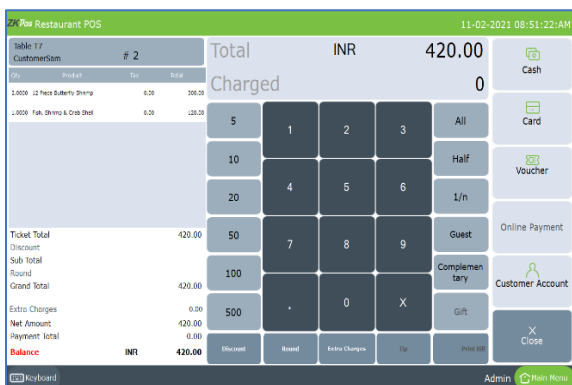 ZKPos Restaurant POS 11-02-2021 08:51:22:AM
Table T7
CustomerSam # 2
Qty Product Tax Total
2.0000 12 Piece Butterfly Shrimp 0.00 300.00
1.0000 Fish, Shrimp & Crab Shell 0.00 120.00
Ticket Total 420.00
Discount
Sub Total
Round
Grand Total 420.00
Extra Charges 0.00
Net Amount 420.00
Payment Total 0.00
Balance INR 420.00
Total INR 420.00
Charged 0
5 1 2 3 All
10 Half
20 4 5 6 1/n
50 7 8 9 Guest
100 Complemen
tary
500 . 0 X Gift
Discount Round Extra Charges Tip Print Bill
Cash
Card
Voucher
Online Payment
Customer Account
X
Close
Keyboard Admin Main Menu